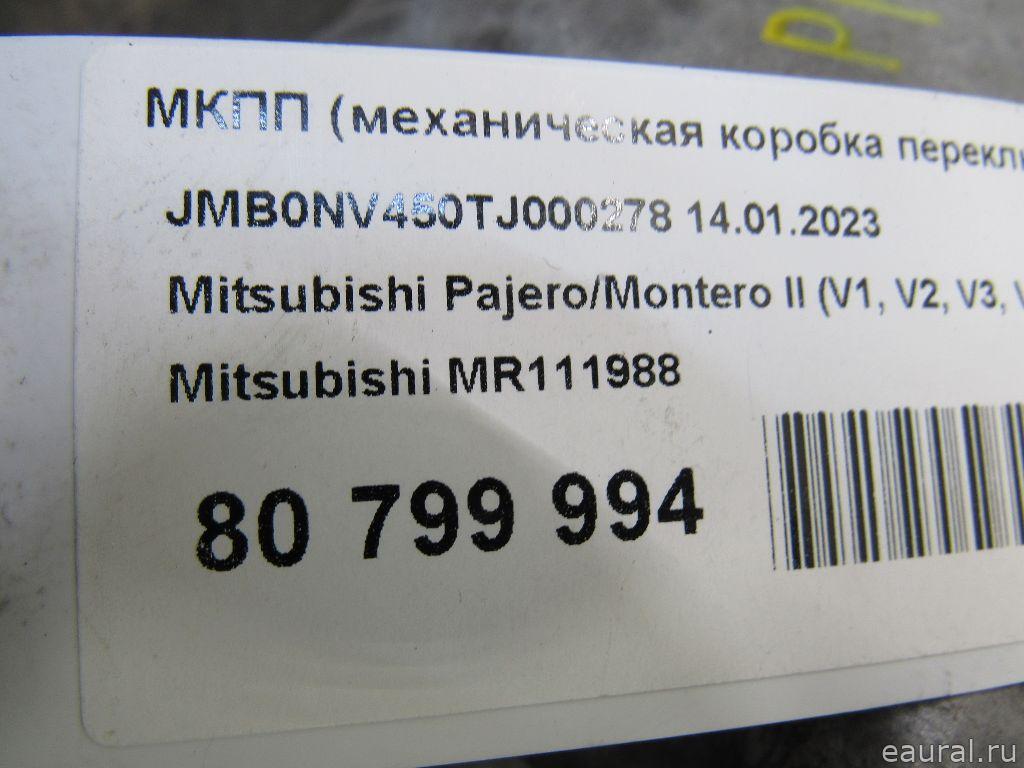 МКПП (механическая коробка
JMB0NV450TJ000278 14.01.2023
Mitsubishi Pajero/Montero II (V1, V2, V3,
Mitsubishi MR111988
80 799 994
eaural.ru